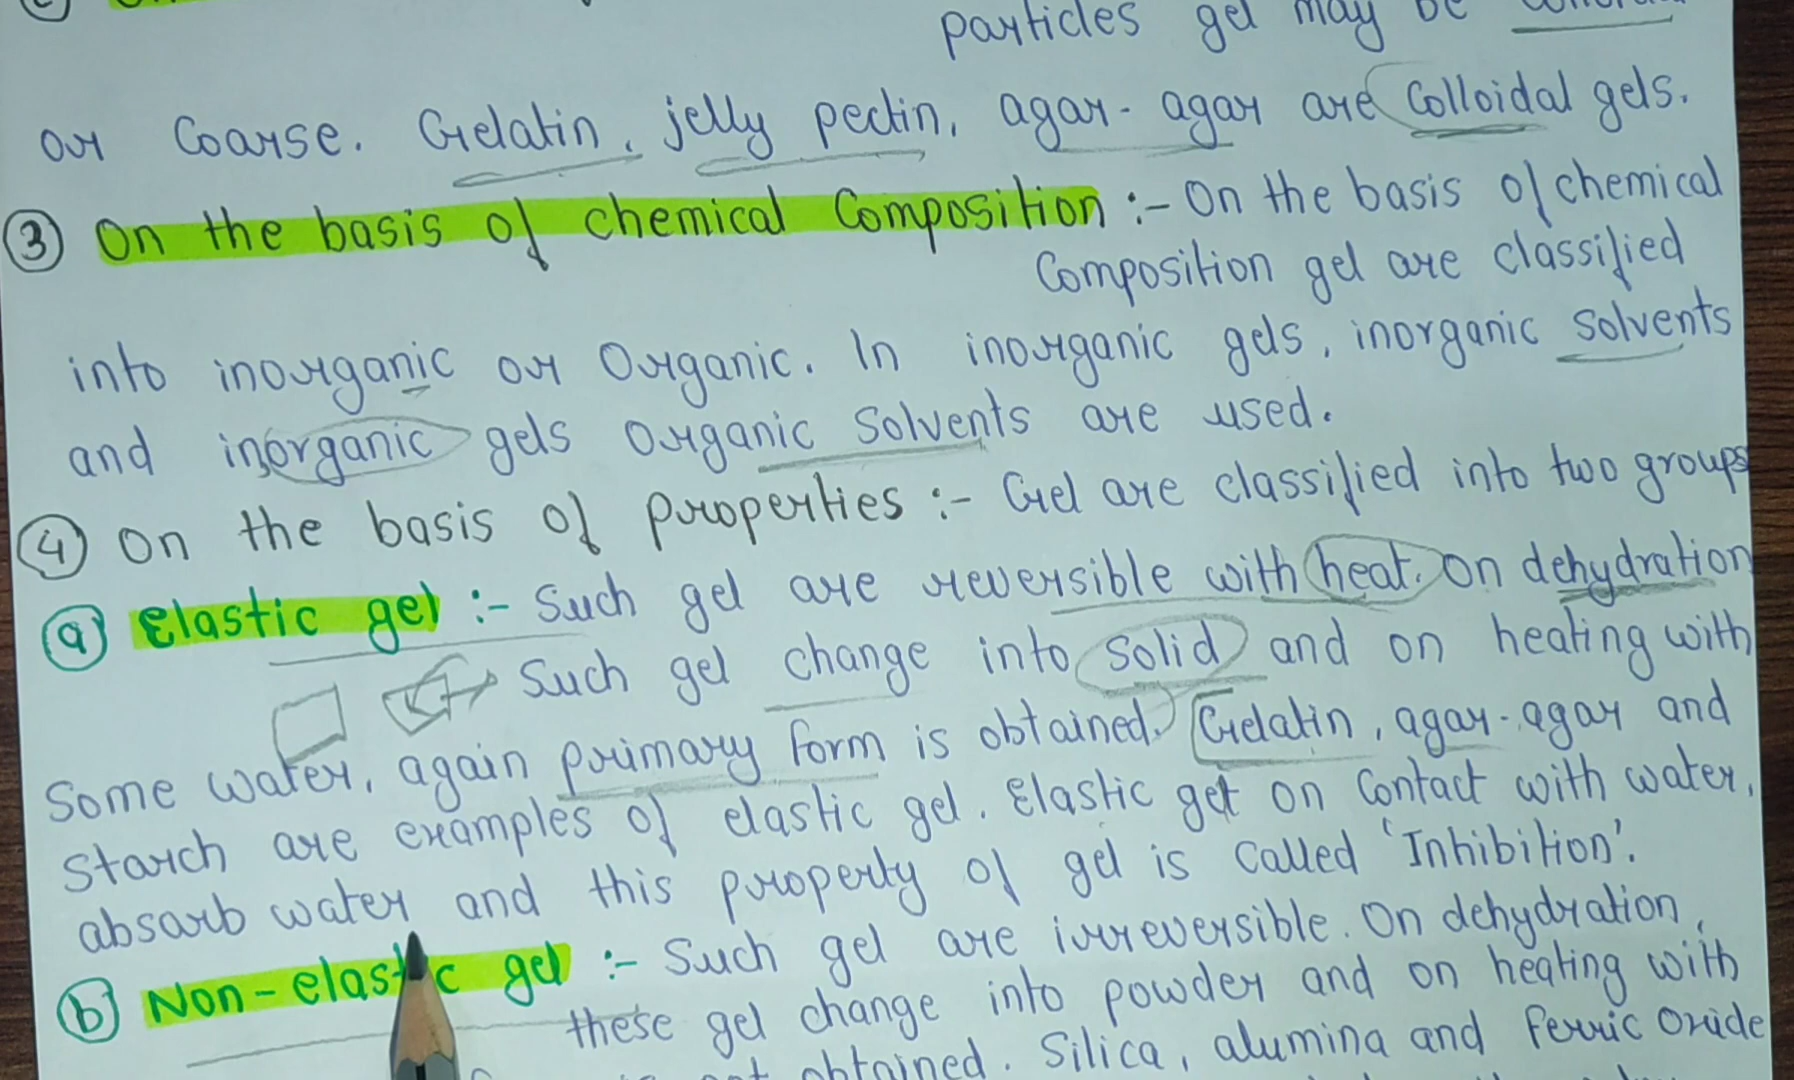 particles gel may be
or Coarse. Gelatin, jelly pectin, agar-agar are Colloidal gels.
③ On the basis of chemical Composition :- On the basis of chemical
Composition gel are classified
into inorganic or Organic. In inorganic gels, inorganic solvents
and inorganic gels Organic Solvents are used.
④ On the basis of properties :- Gel are classified into two groups
ⓐ Elastic gel :- Such gel are reversible with heat. On dehydration
Such gel change into solid and on heating with
Some water, again primary form is obtained. Gelatin, agar-agar and
Starch are examples of elastic gel. Elastic get on Contact with water,
absorb water and this property of gel is Called 'Inhibition'.
ⓑ Non-elastic gel :- Such gel are irreversible. On dehydration,
these gel change into powder and on heating with
obtained. Silica, alumina and Ferric Oxide